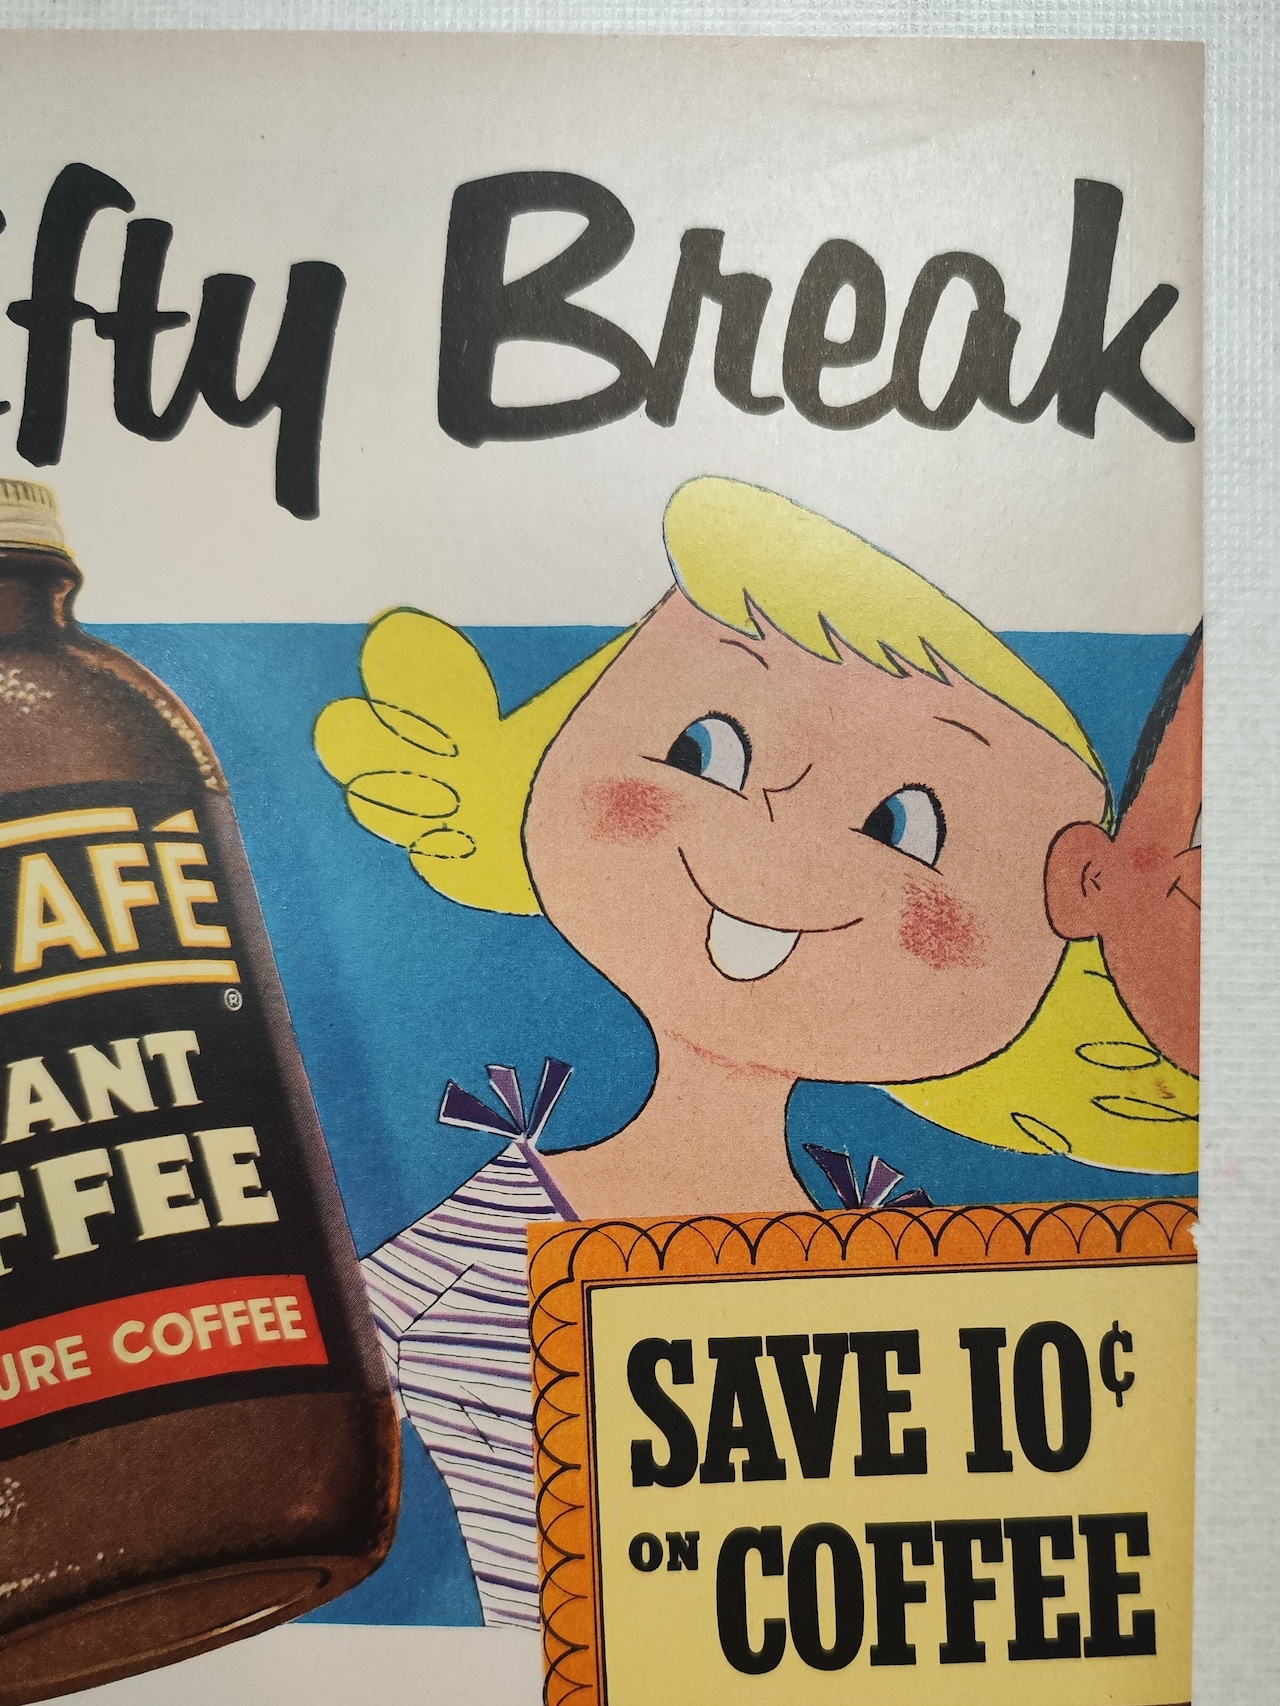 fty Break
AFÉ
®
ANT
FFEE
URE COFFEE
SAVE 10¢
ON COFFEE